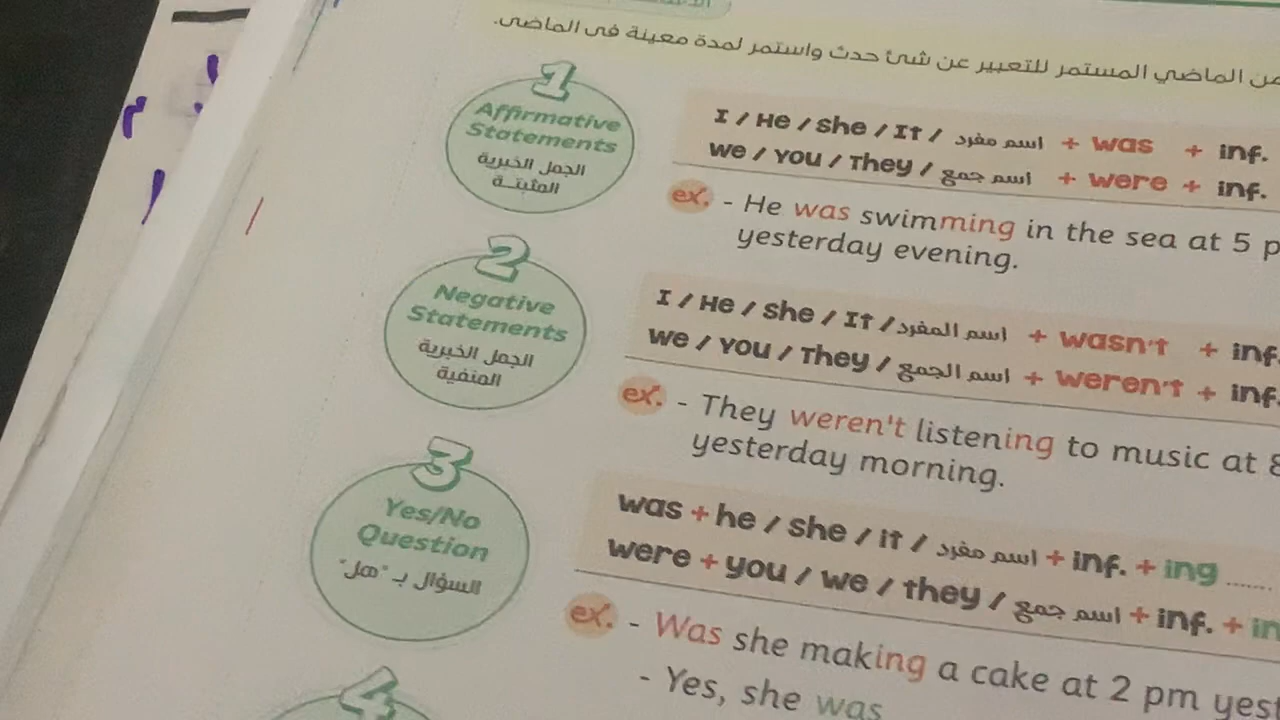 الماضي المستمر للتعبير عن شئ حدث واستمر لمدة معينة فى الماضى.
1
Affirmative
Statements
الجمل الخبرية
المثبتة
I / He / she / It / اسم مفرد + was + inf.
we / You / They / اسم جمع + were + inf.
ex. - He was swimming in the sea at 5
yesterday evening.
2
Negative
Statements
الجمل الخبرية
المنفية
I / He / she / It / اسم المفرد + wasn't + inf.
we / You / They / اسم الجمع + weren't + inf.
ex. - They weren't listening to music at
yesterday morning.
3
Yes/No
Question
السؤال بـ "هل"
was + he / she / it / اسم مفرد + inf. + ing ........
were + you / we / they / اسم جمع + inf. +
ex. - Was she making a cake at 2 pm
- Yes, she was
4